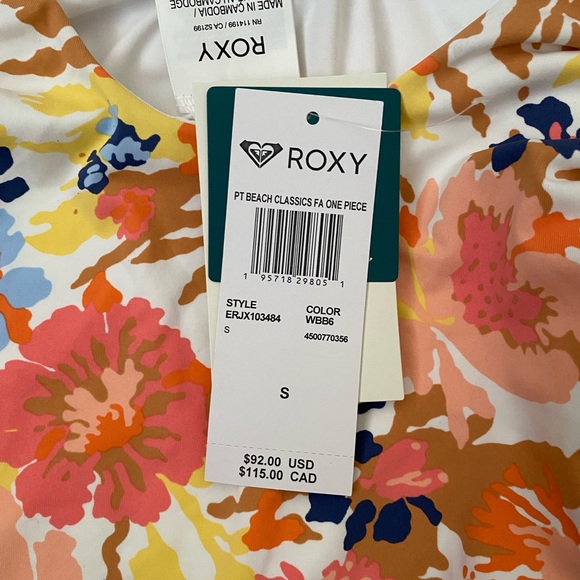 MADE IN CAMBODIA /
RN 114199 / CA 52199
ROXY
ROXY
PT BEACH CLASSICS FA ONE PIECE
1 95718 29805 1
STYLE COLOR
ERJX103484 WBB6
S 4500770356
S
$92.00 USD
$115.00 CAD